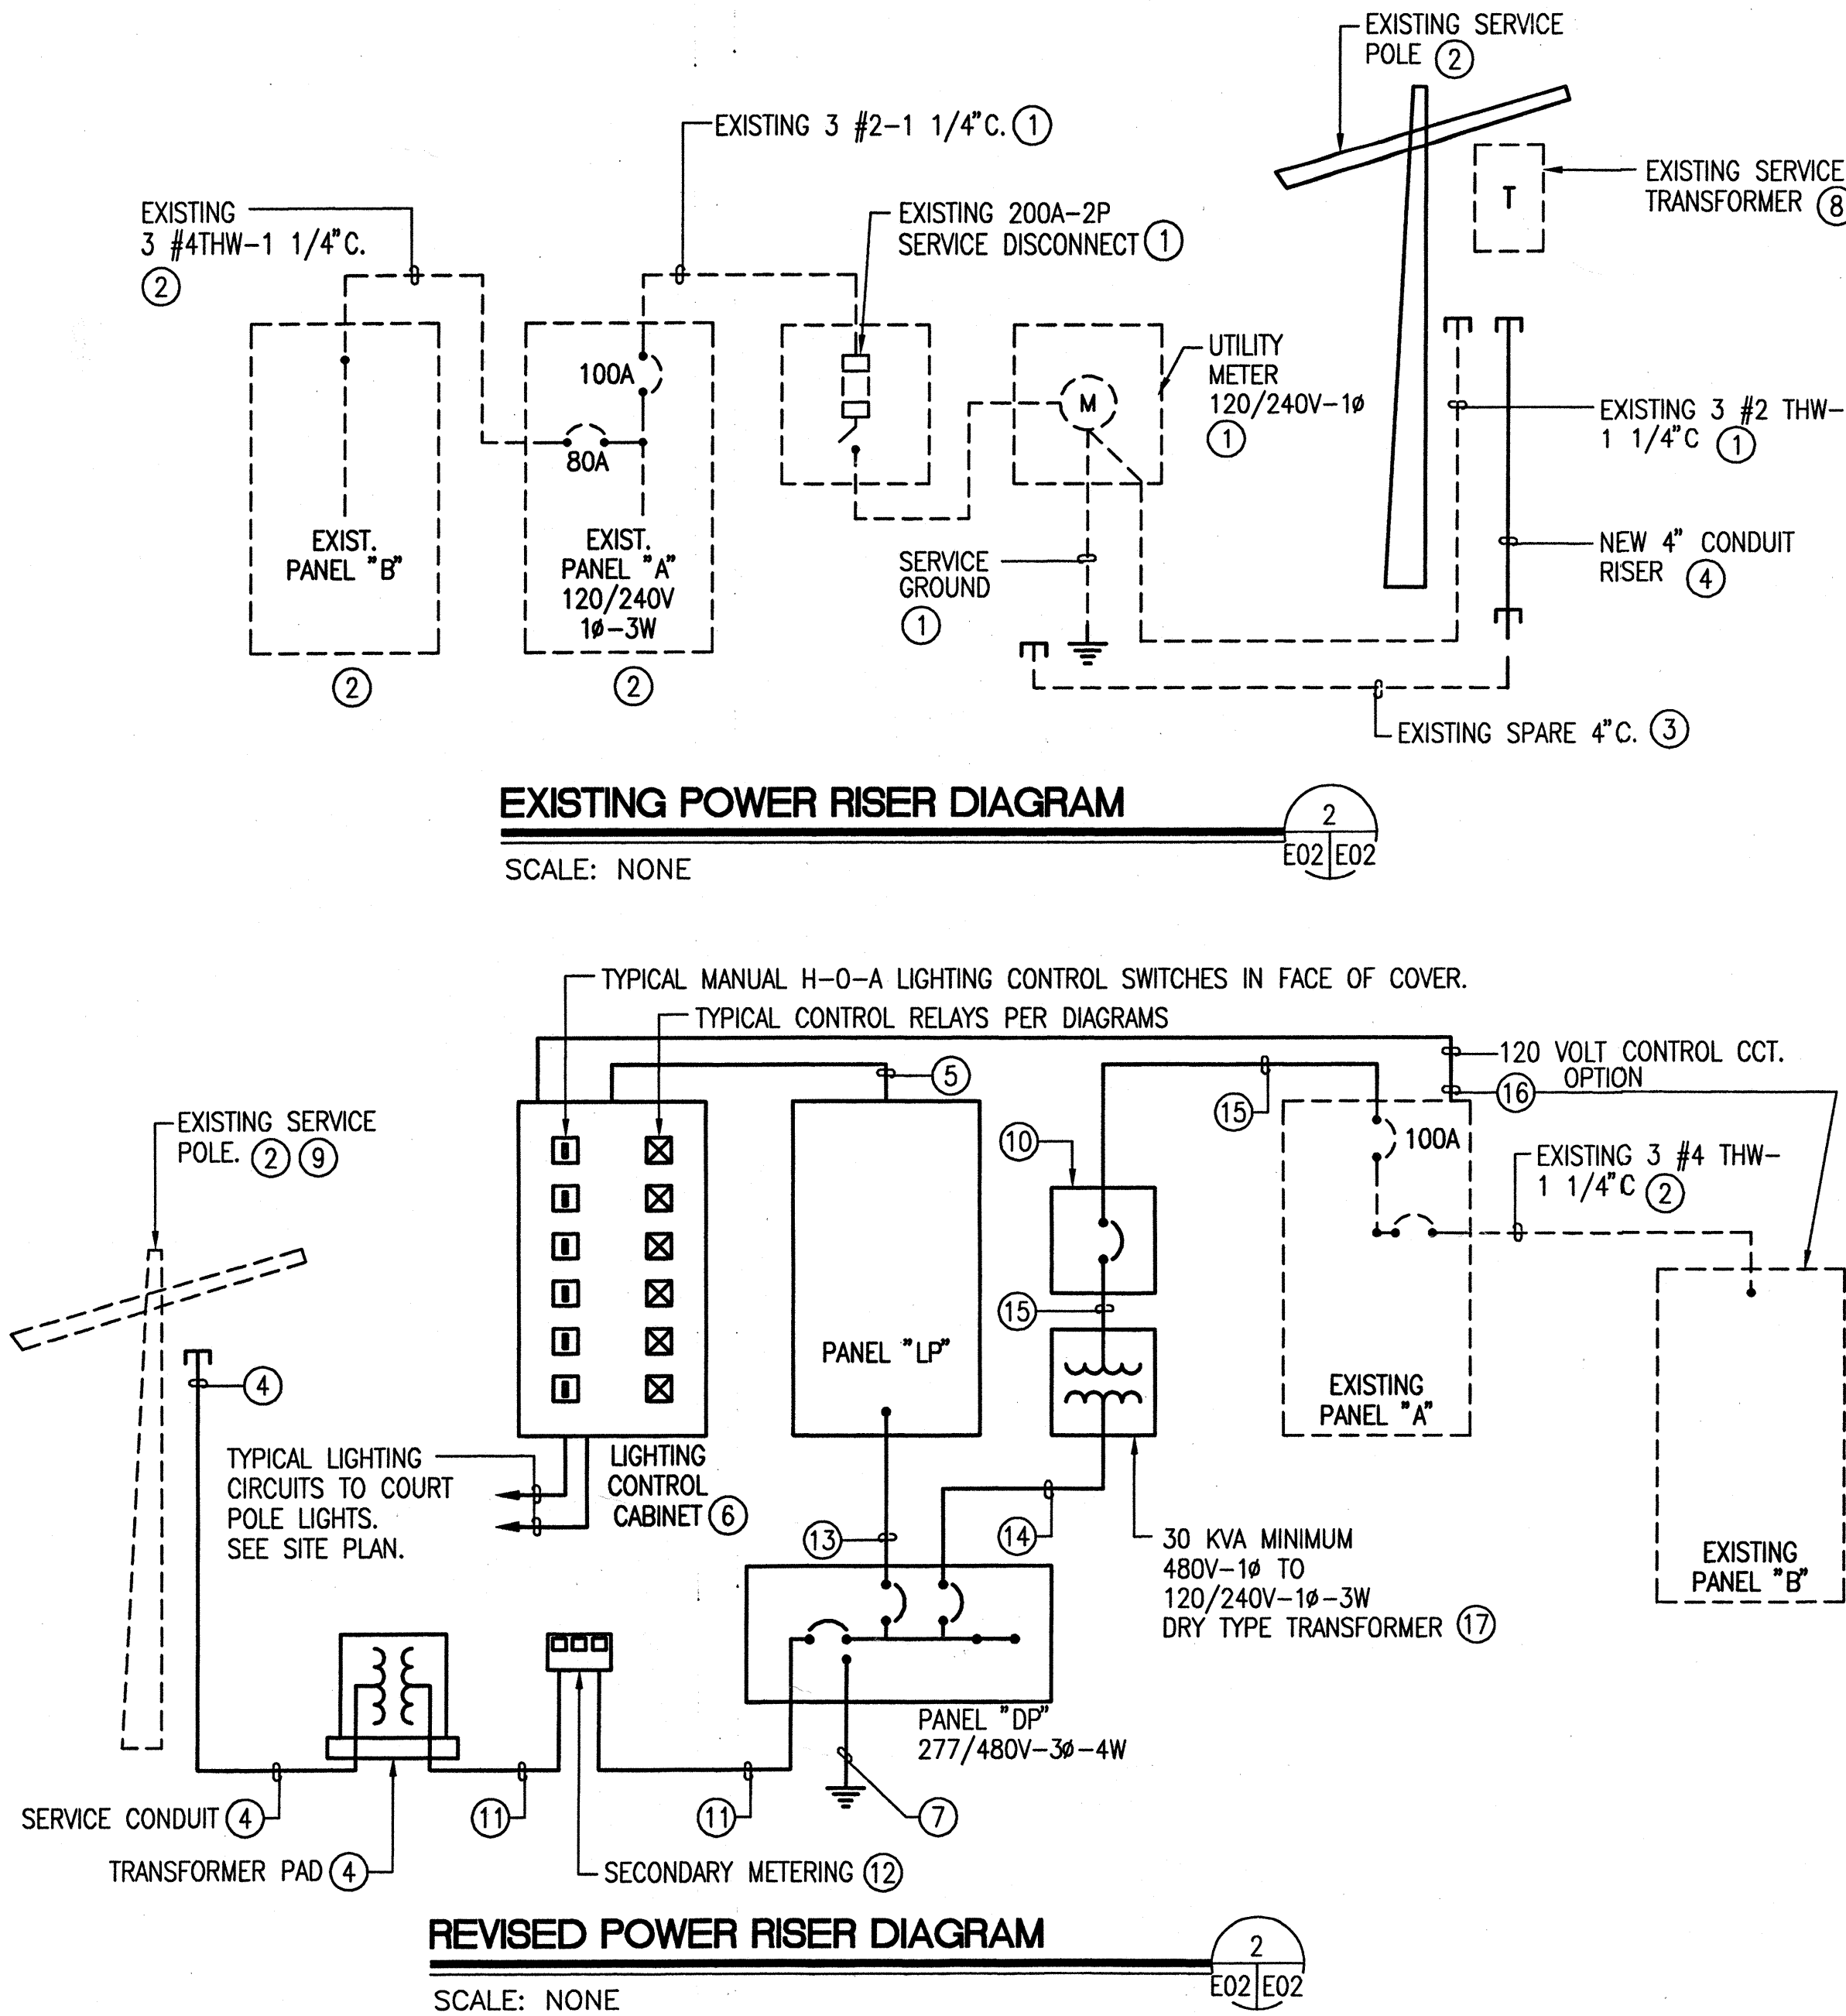 EXISTING SERVICE
POLE 2
EXISTING 3 #2-1 1/4"C. 1
EXISTING SERVICE
TRANSFORMER 8
T
EXISTING
3 #4THW-1 1/4"C.
2
EXISTING 200A-2P
SERVICE DISCONNECT 1
100A
80A
M
UTILITY
METER
120/240V-1ø
1
EXISTING 3 #2 THW-
1 1/4"C 1
EXIST.
PANEL "B"
2
EXIST.
PANEL "A"
120/240V
1ø-3W
2
SERVICE
GROUND
1
NEW 4" CONDUIT
RISER 4
EXISTING SPARE 4"C. 3
EXISTING POWER RISER DIAGRAM
2
E02 E02
SCALE: NONE
TYPICAL MANUAL H-O-A LIGHTING CONTROL SWITCHES IN FACE OF COVER.
TYPICAL CONTROL RELAYS PER DIAGRAMS
120 VOLT CONTROL CCT.
OPTION
16
5
15
10
100A
EXISTING SERVICE
POLE. 2 9
EXISTING 3 #4 THW-
1 1/4"C 2
15
PANEL "LP"
4
EXISTING
PANEL "A"
TYPICAL LIGHTING
CIRCUITS TO COURT
POLE LIGHTS.
SEE SITE PLAN.
LIGHTING
CONTROL
CABINET 6
13
14
30 KVA MINIMUM
480V-1ø TO
120/240V-1ø-3W
DRY TYPE TRANSFORMER 17
EXISTING
PANEL "B"
PANEL "DP"
277/480V-3ø-4W
SERVICE CONDUIT 4
11
11
7
TRANSFORMER PAD 4
SECONDARY METERING 12
REVISED POWER RISER DIAGRAM
2
E02 E02
SCALE: NONE